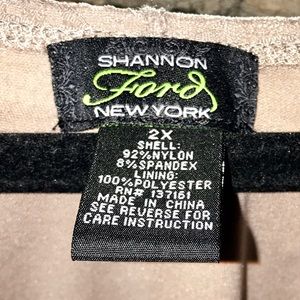 SHANNON
Ford
NEW YORK
2X
SHELL:
92%NYLON
8%SPANDEX
LINING:
100%POLYESTER
RN# 137161
MADE IN CHINA
SEE REVERSE FOR
CARE INSTRUCTION